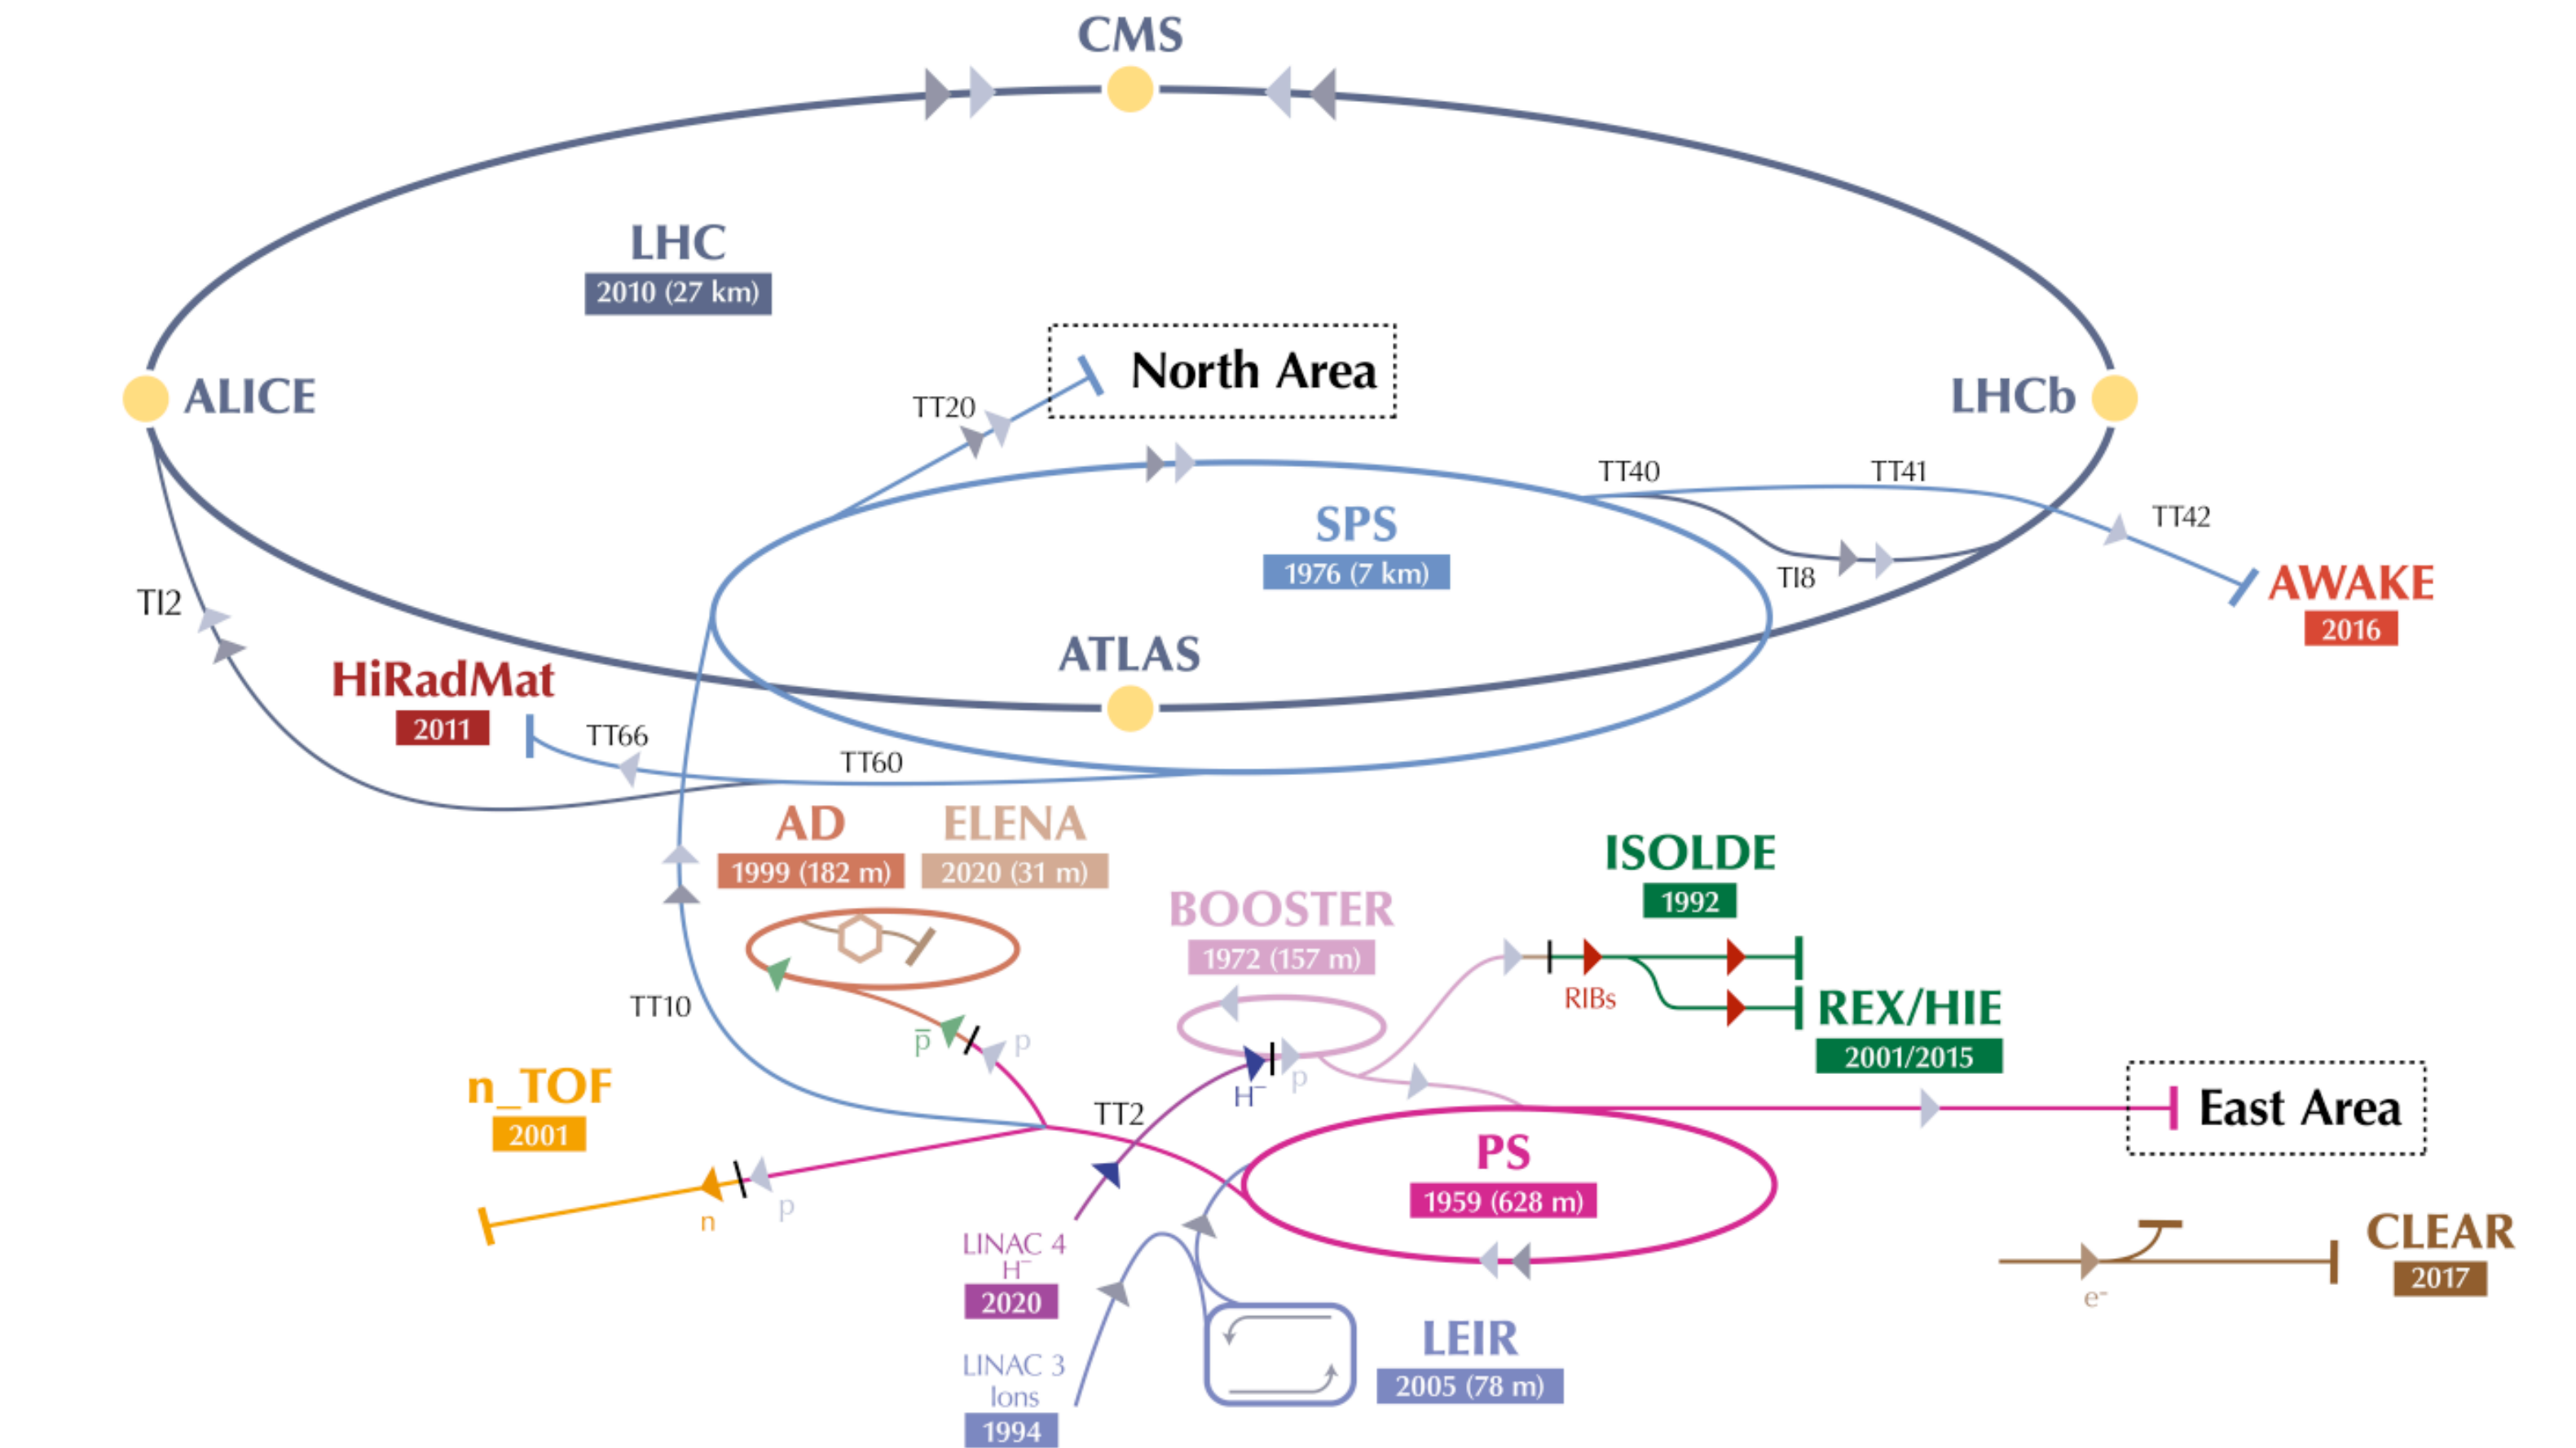 CMS
LHC
2010 (27 km)
North Area
TT20
ALICE
LHCb
TT40
TT41
TT42
SPS
1976 (7 km)
TI8
AWAKE
2016
TI2
ATLAS
HiRadMat
2011
TT66
TT60
AD
1999 (182 m)
ELENA
2020 (31 m)
ISOLDE
1992
BOOSTER
1972 (157 m)
RIBs
REX/HIE
2001/2015
TT10
p̅
p
H⁻
p
East Area
n_TOF
2001
TT2
PS
1959 (628 m)
n
p
LINAC 4
H⁻
2020
CLEAR
2017
e⁻
LINAC 3
Ions
1994
LEIR
2005 (78 m)